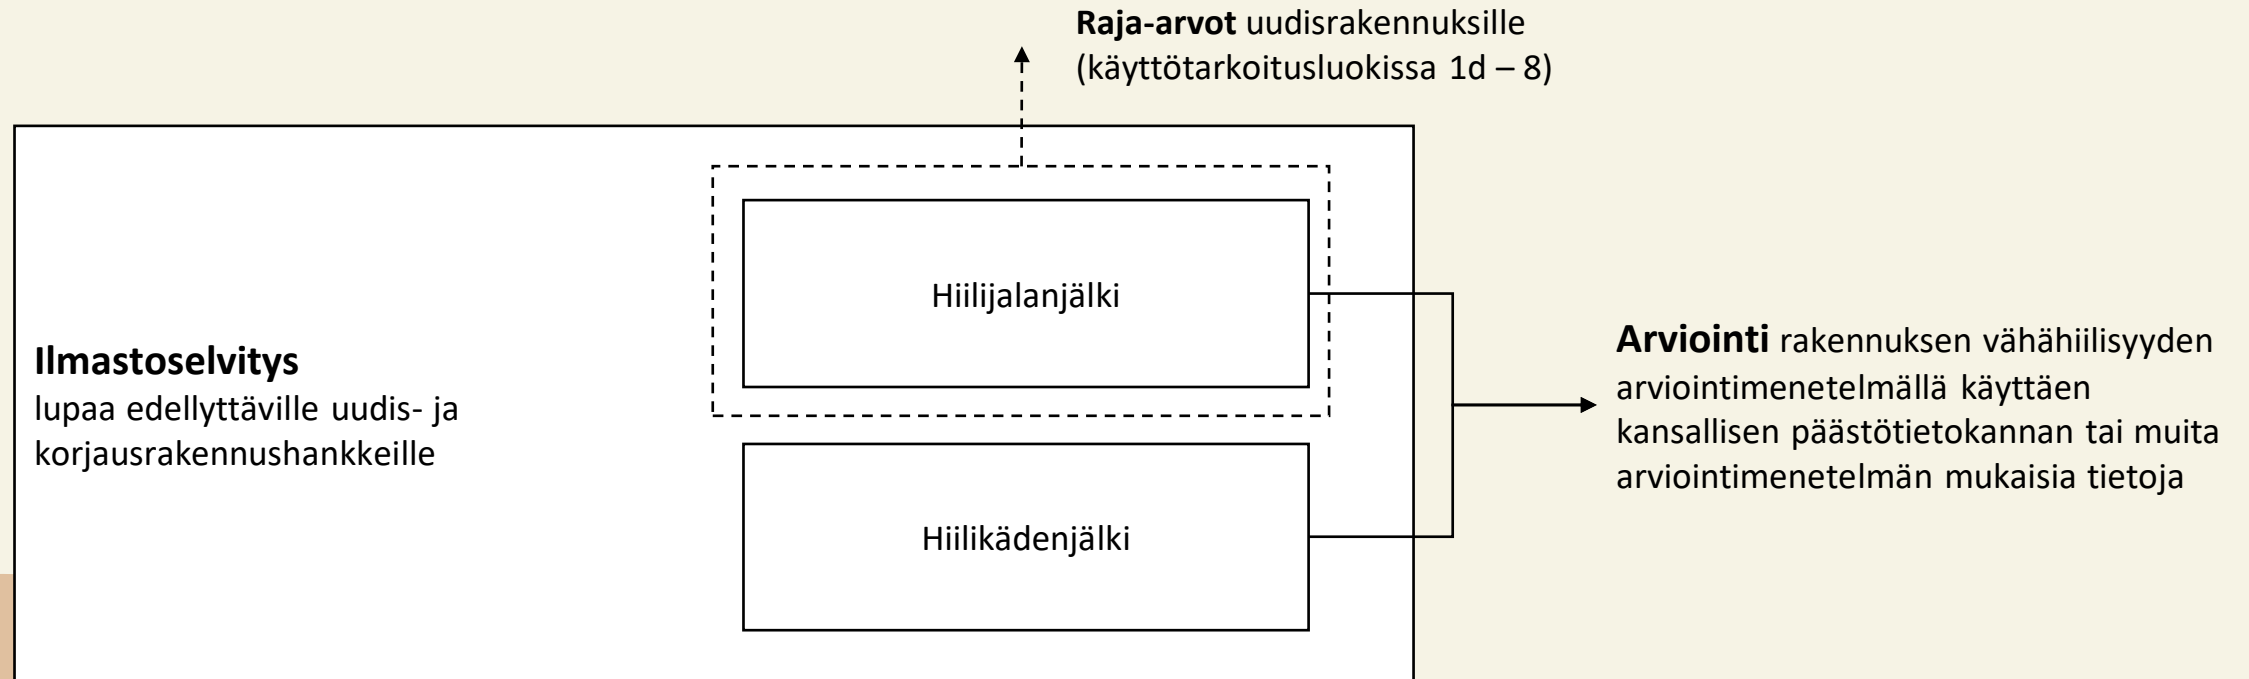 Raja-arvot uudisrakennuksille
(käyttötarkoitusluokissa 1d – 8)
Hiilijalanjälki
Ilmastoselvitys
lupaa edellyttäville uudis- ja
korjausrakennushankkeille
Arviointi rakennuksen vähähiilisyyden
arviointimenetelmällä käyttäen
kansallisen päästötietokannan tai muita
arviointimenetelmän mukaisia tietoja
Hiilikädenjälki